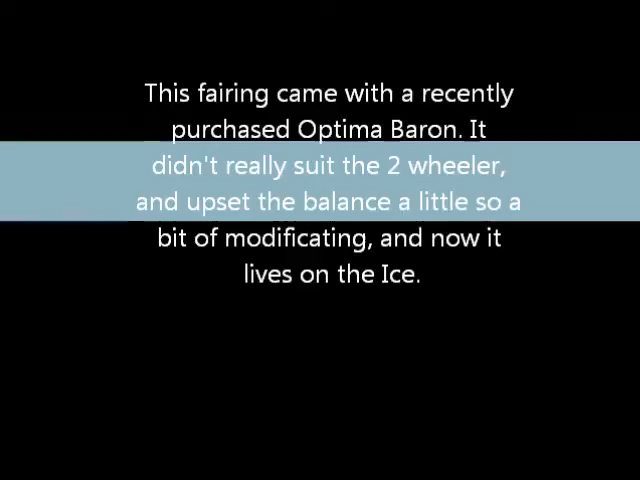 This fairing came with a recently
purchased Optima Baron. It
didn't really suit the 2 wheeler,
and upset the balance a little so a
bit of modificating, and now it
lives on the Ice.